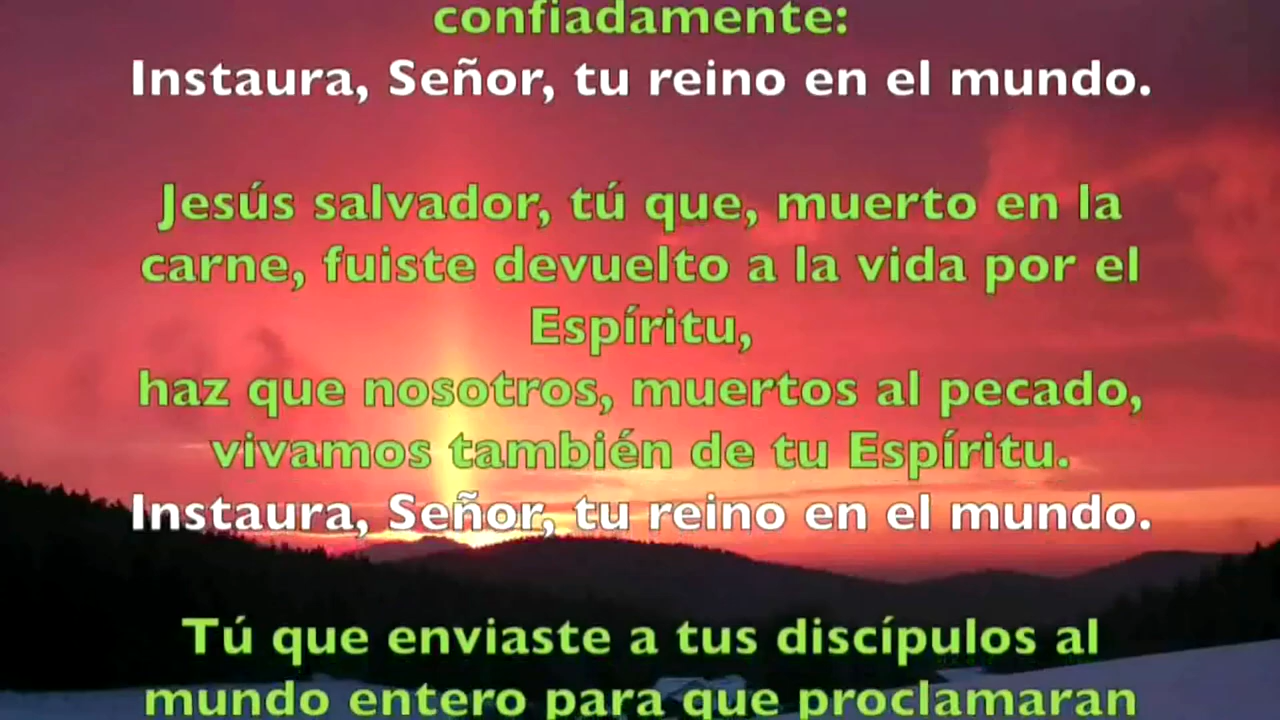 confiadamente:
Instaura, Señor, tu reino en el mundo.
Jesús salvador, tú que, muerto en la
carne, fuiste devuelto a la vida por el
Espíritu,
haz que nosotros, muertos al pecado,
vivamos también de tu Espíritu.
Instaura, Señor, tu reino en el mundo.
Tú que enviaste a tus discípulos al
mundo entero para que proclamaran